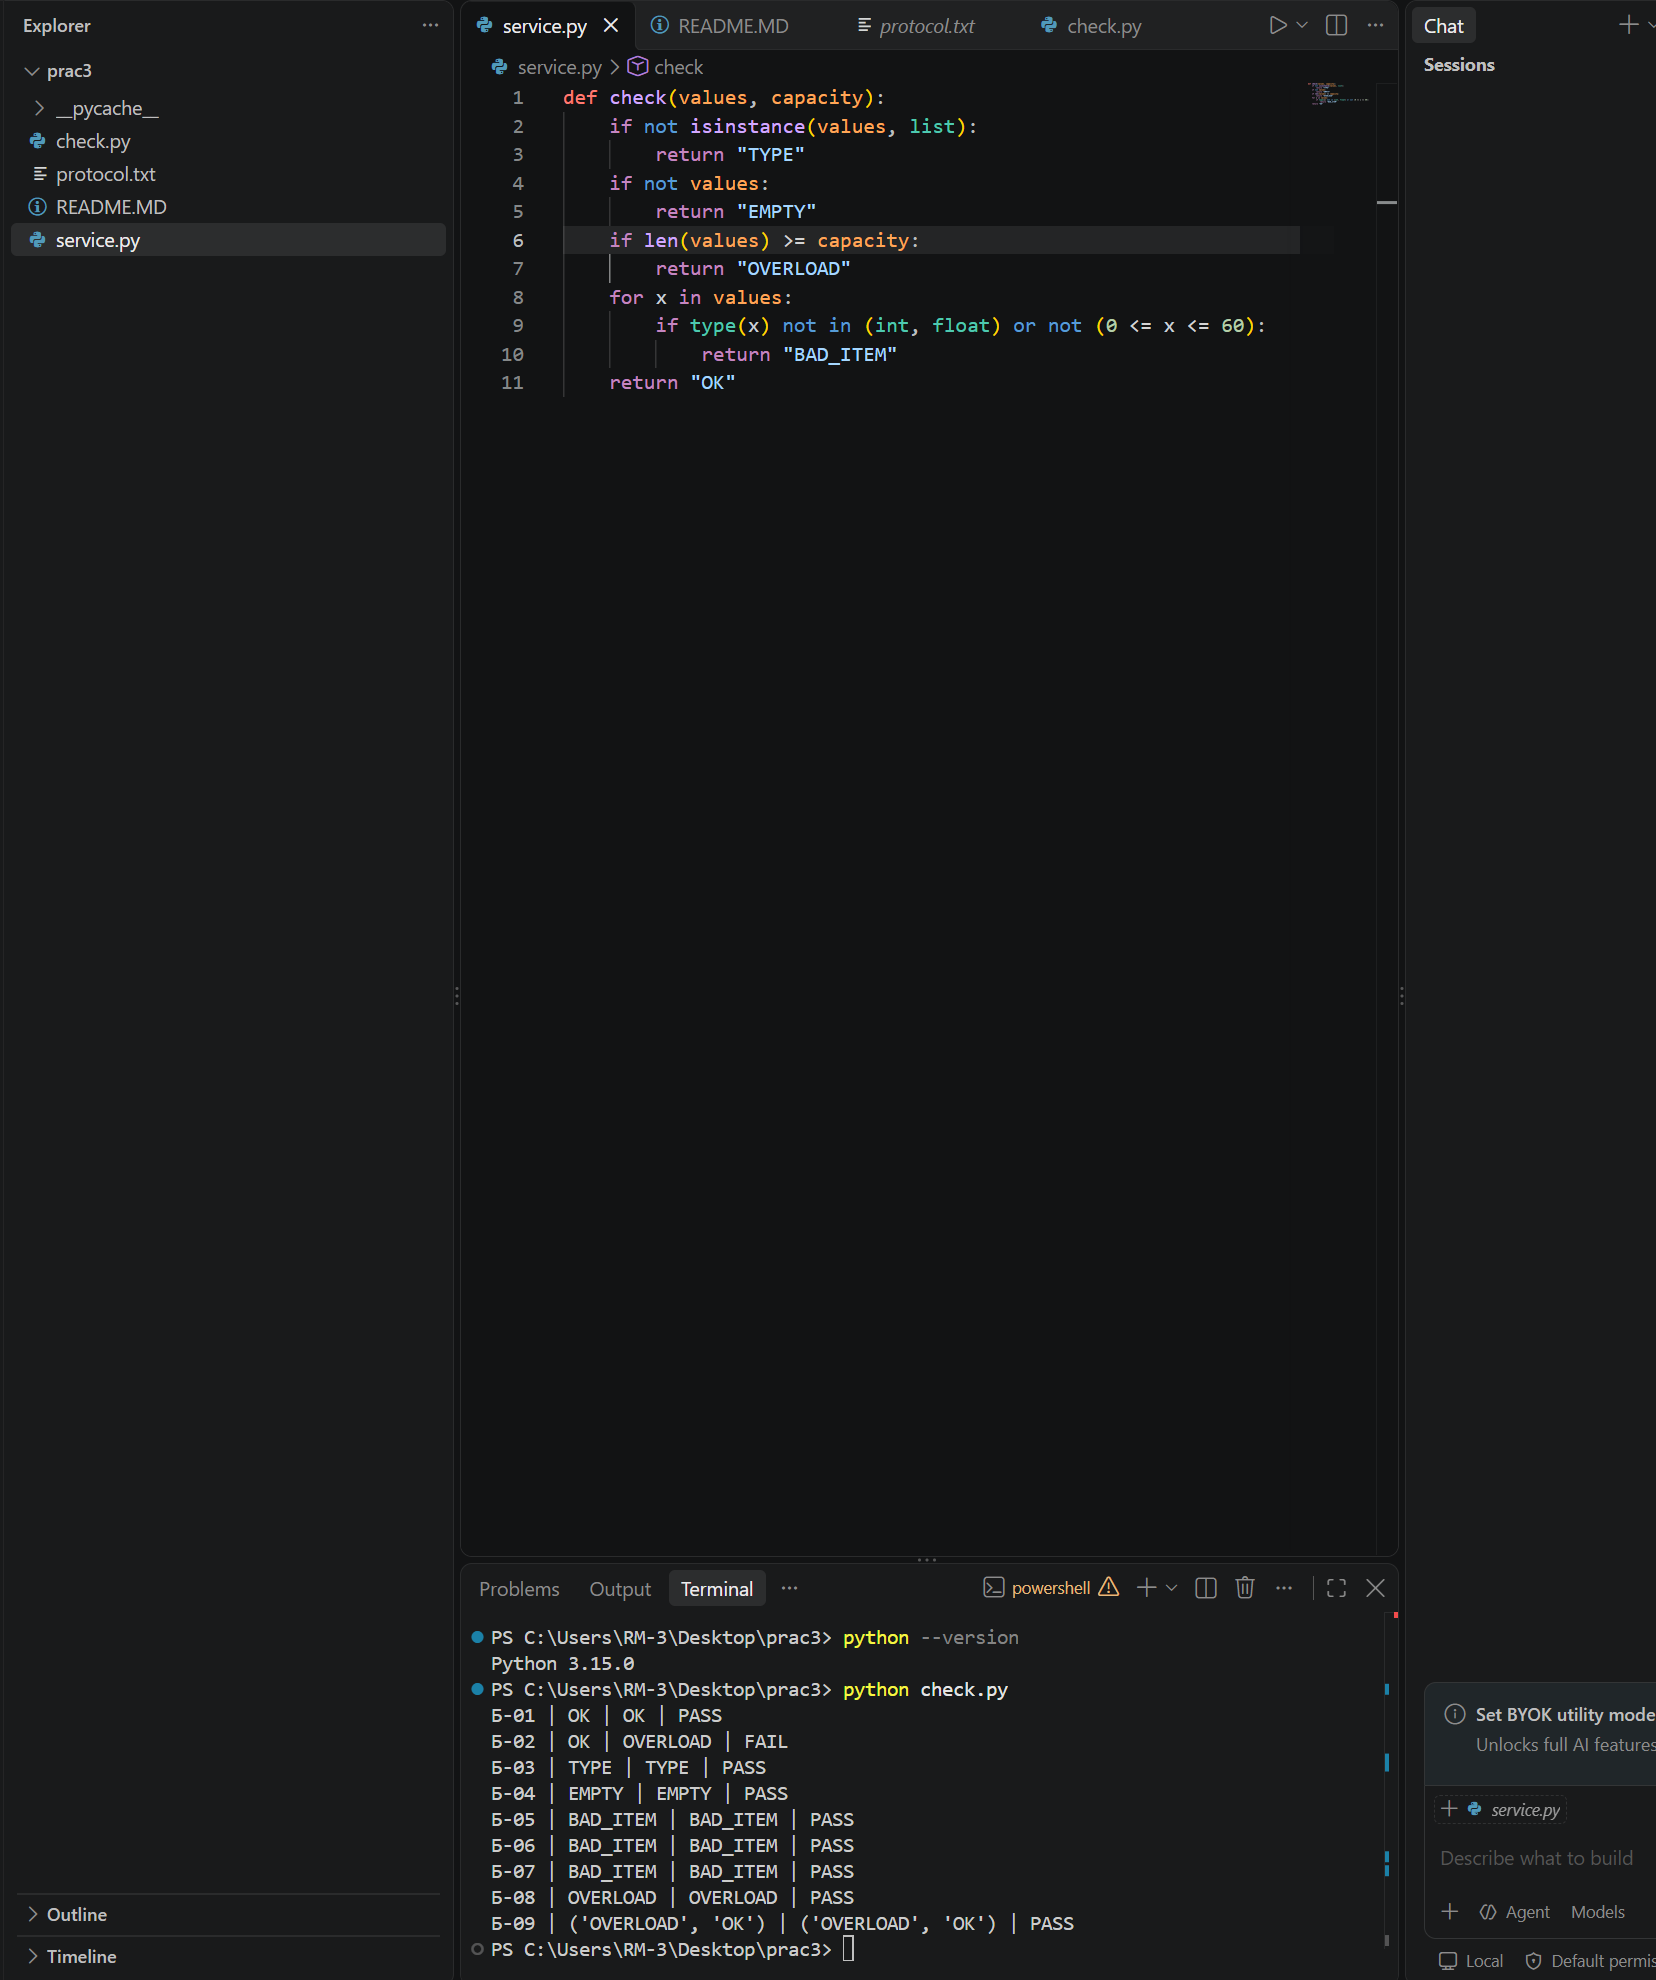 Explorer
prac3
__pycache__
check.py
protocol.txt
README.MD
service.py
Outline
Timeline
service.py
README.MD
protocol.txt
check.py
service.py
check
1 def check(values, capacity):
2     if not isinstance(values, list):
3         return "TYPE"
4     if not values:
5         return "EMPTY"
6     if len(values) >= capacity:
7         return "OVERLOAD"
8     for x in values:
9         if type(x) not in (int, float) or not (0 <= x <= 60):
10             return "BAD_ITEM"
11     return "OK"
Problems Output Terminal
powershell
PS C:\Users\RM-3\Desktop\prac3> python --version
Python 3.15.0
PS C:\Users\RM-3\Desktop\prac3> python check.py
Б-01 | OK | OK | PASS
Б-02 | OK | OVERLOAD | FAIL
Б-03 | TYPE | TYPE | PASS
Б-04 | EMPTY | EMPTY | PASS
Б-05 | BAD_ITEM | BAD_ITEM | PASS
Б-06 | BAD_ITEM | BAD_ITEM | PASS
Б-07 | BAD_ITEM | BAD_ITEM | PASS
Б-08 | OVERLOAD | OVERLOAD | PASS
Б-09 | ('OVERLOAD', 'OK') | ('OVERLOAD', 'OK') | PASS
PS C:\Users\RM-3\Desktop\prac3>
Chat
Sessions
Set BYOK utility mode
Unlocks full AI features
service.py
Describe what to build
Agent Models
Local Default permis